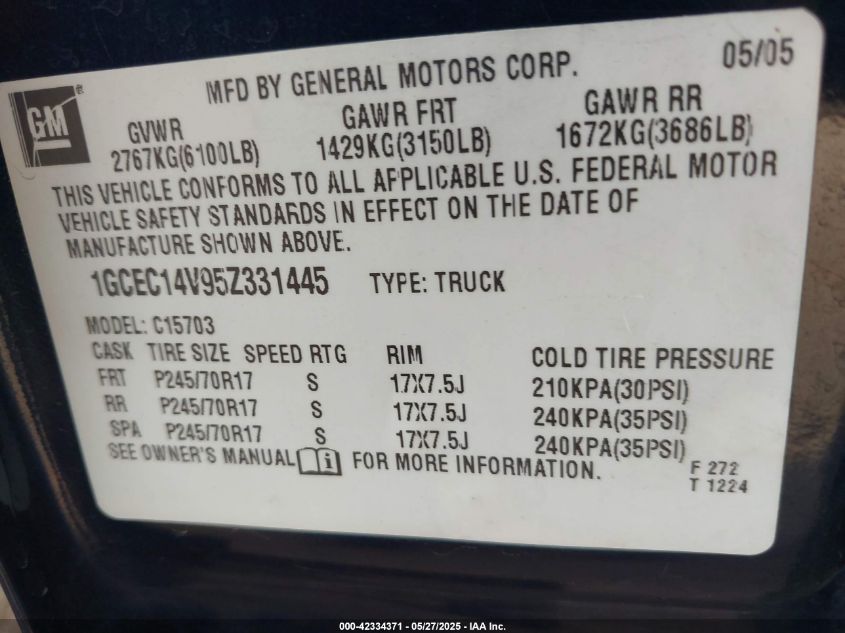 05/05
MFD BY GENERAL MOTORS CORP.
GM
GVWR GAWR FRT GAWR RR
2767KG(6100LB) 1429KG(3150LB) 1672KG(3686LB)
THIS VEHICLE CONFORMS TO ALL APPLICABLE U.S. FEDERAL MOTOR
VEHICLE SAFETY STANDARDS IN EFFECT ON THE DATE OF
MANUFACTURE SHOWN ABOVE.
1GCEC14V95Z331445 TYPE: TRUCK
MODEL: C15703
CASK TIRE SIZE SPEED RTG RIM COLD TIRE PRESSURE
FRT P245/70R17 S 17X7.5J 210KPA(30PSI)
RR P245/70R17 S 17X7.5J 240KPA(35PSI)
SPA P245/70R17 S 17X7.5J 240KPA(35PSI)
SEE OWNER'S MANUAL i FOR MORE INFORMATION.
F 272
T 1224
000-42334371 — 05/27/2025 — IAA Inc.